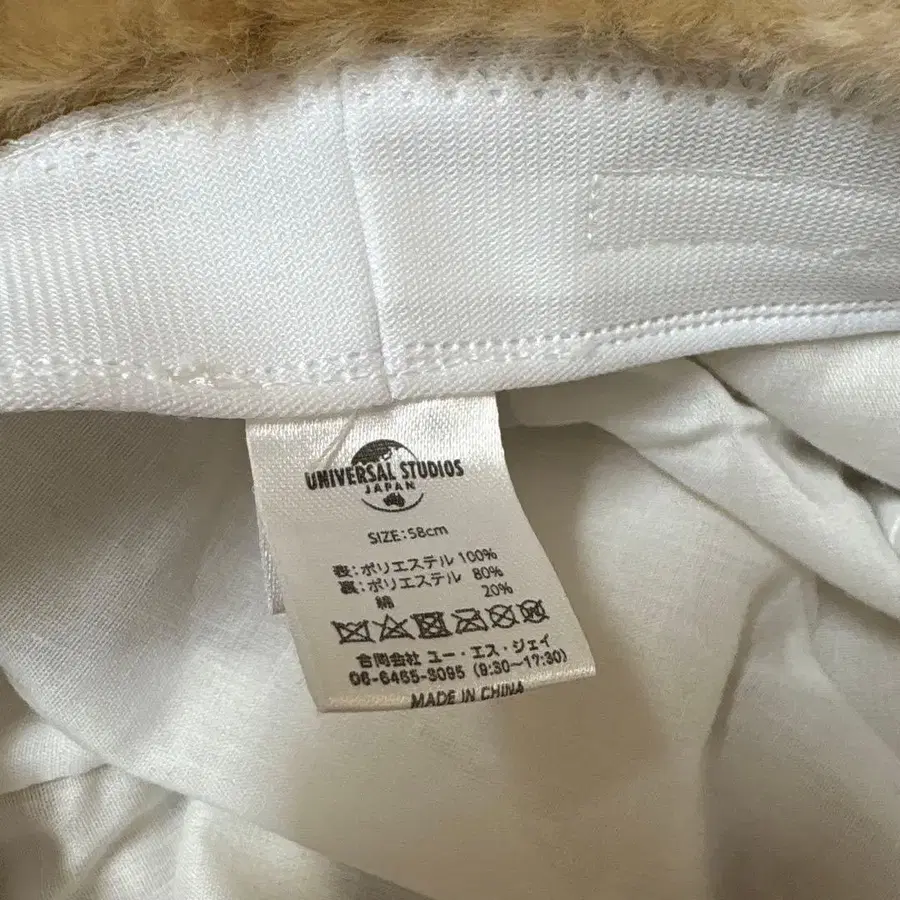 UNIVERSAL STUDIOS
JAPAN
SIZE:58cm
表:ポリエステル 100%
裏:ポリエステル 80%
綿 20%
合同会社 ユー・エス・ジェイ
06-6465-3095 (9:30〜17:30)
MADE IN CHINA